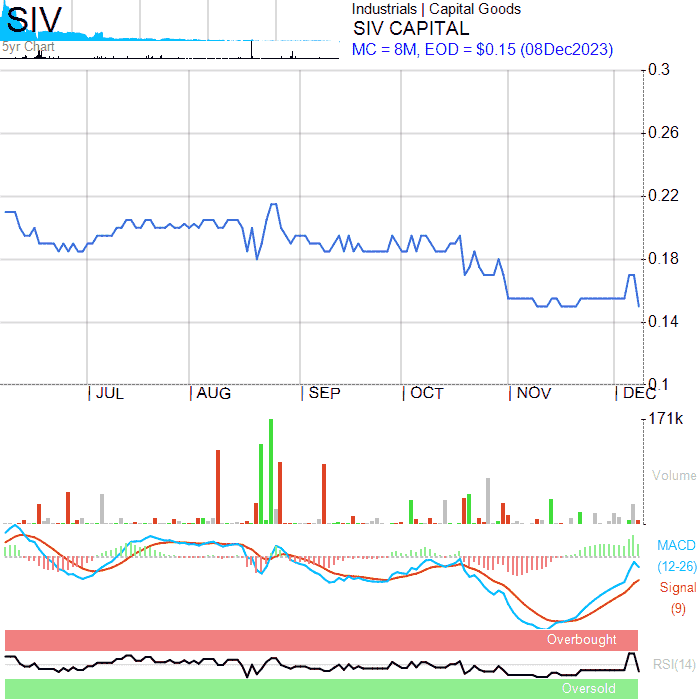 SIV
5yr Chart
Industrials | Capital Goods
SIV CAPITAL
MC = 8M, EOD = $0.15 (08Dec2023)
0.3
0.26
0.22
0.18
0.14
0.1
JUL AUG SEP OCT NOV DEC
171k
Volume
MACD
(12-26)
Signal
(9)
Overbought
RSI(14)
Oversold